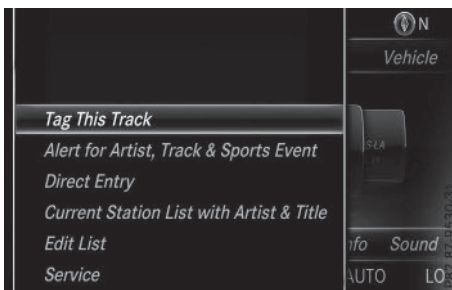 N
Vehicle
Tag This Track
Alert for Artist, Track & Sports Event
Direct Entry
Current Station List with Artist & Title
Edit List
nfo Sound
Service
AUTO LO